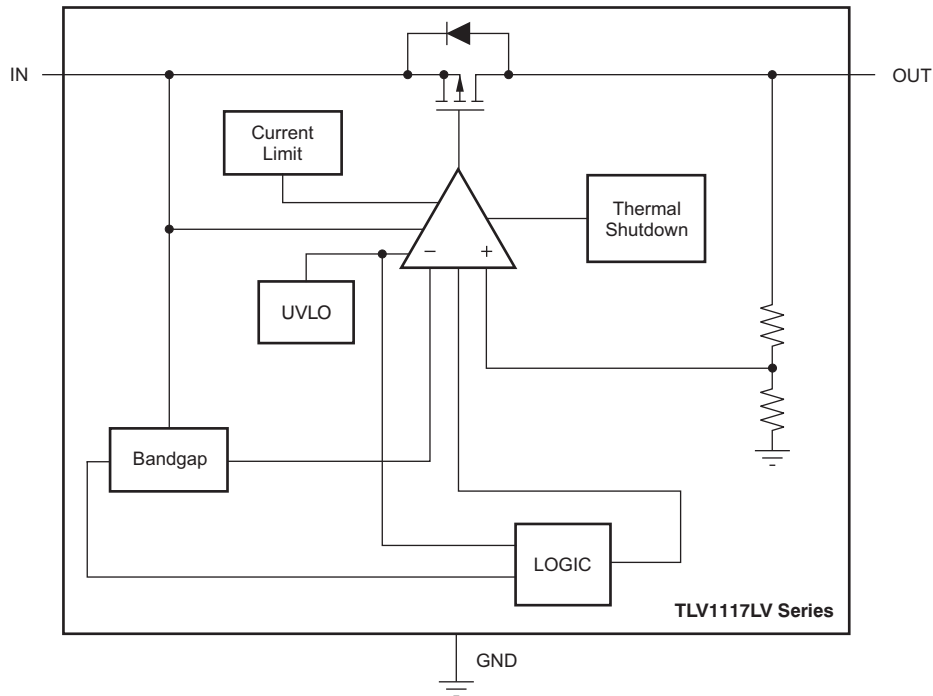 IN
OUT
Current
Limit
Thermal
Shutdown
−
+
UVLO
Bandgap
LOGIC
TLV1117LV Series
GND